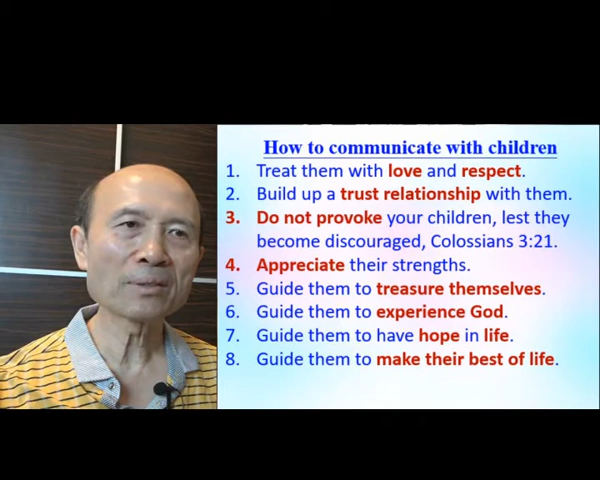 How to communicate with children
1. Treat them with love and respect.
2. Build up a trust relationship with them.
3. Do not provoke your children, lest they
become discouraged, Colossians 3:21.
4. Appreciate their strengths.
5. Guide them to treasure themselves.
6. Guide them to experience God.
7. Guide them to have hope in life.
8. Guide them to make their best of life.